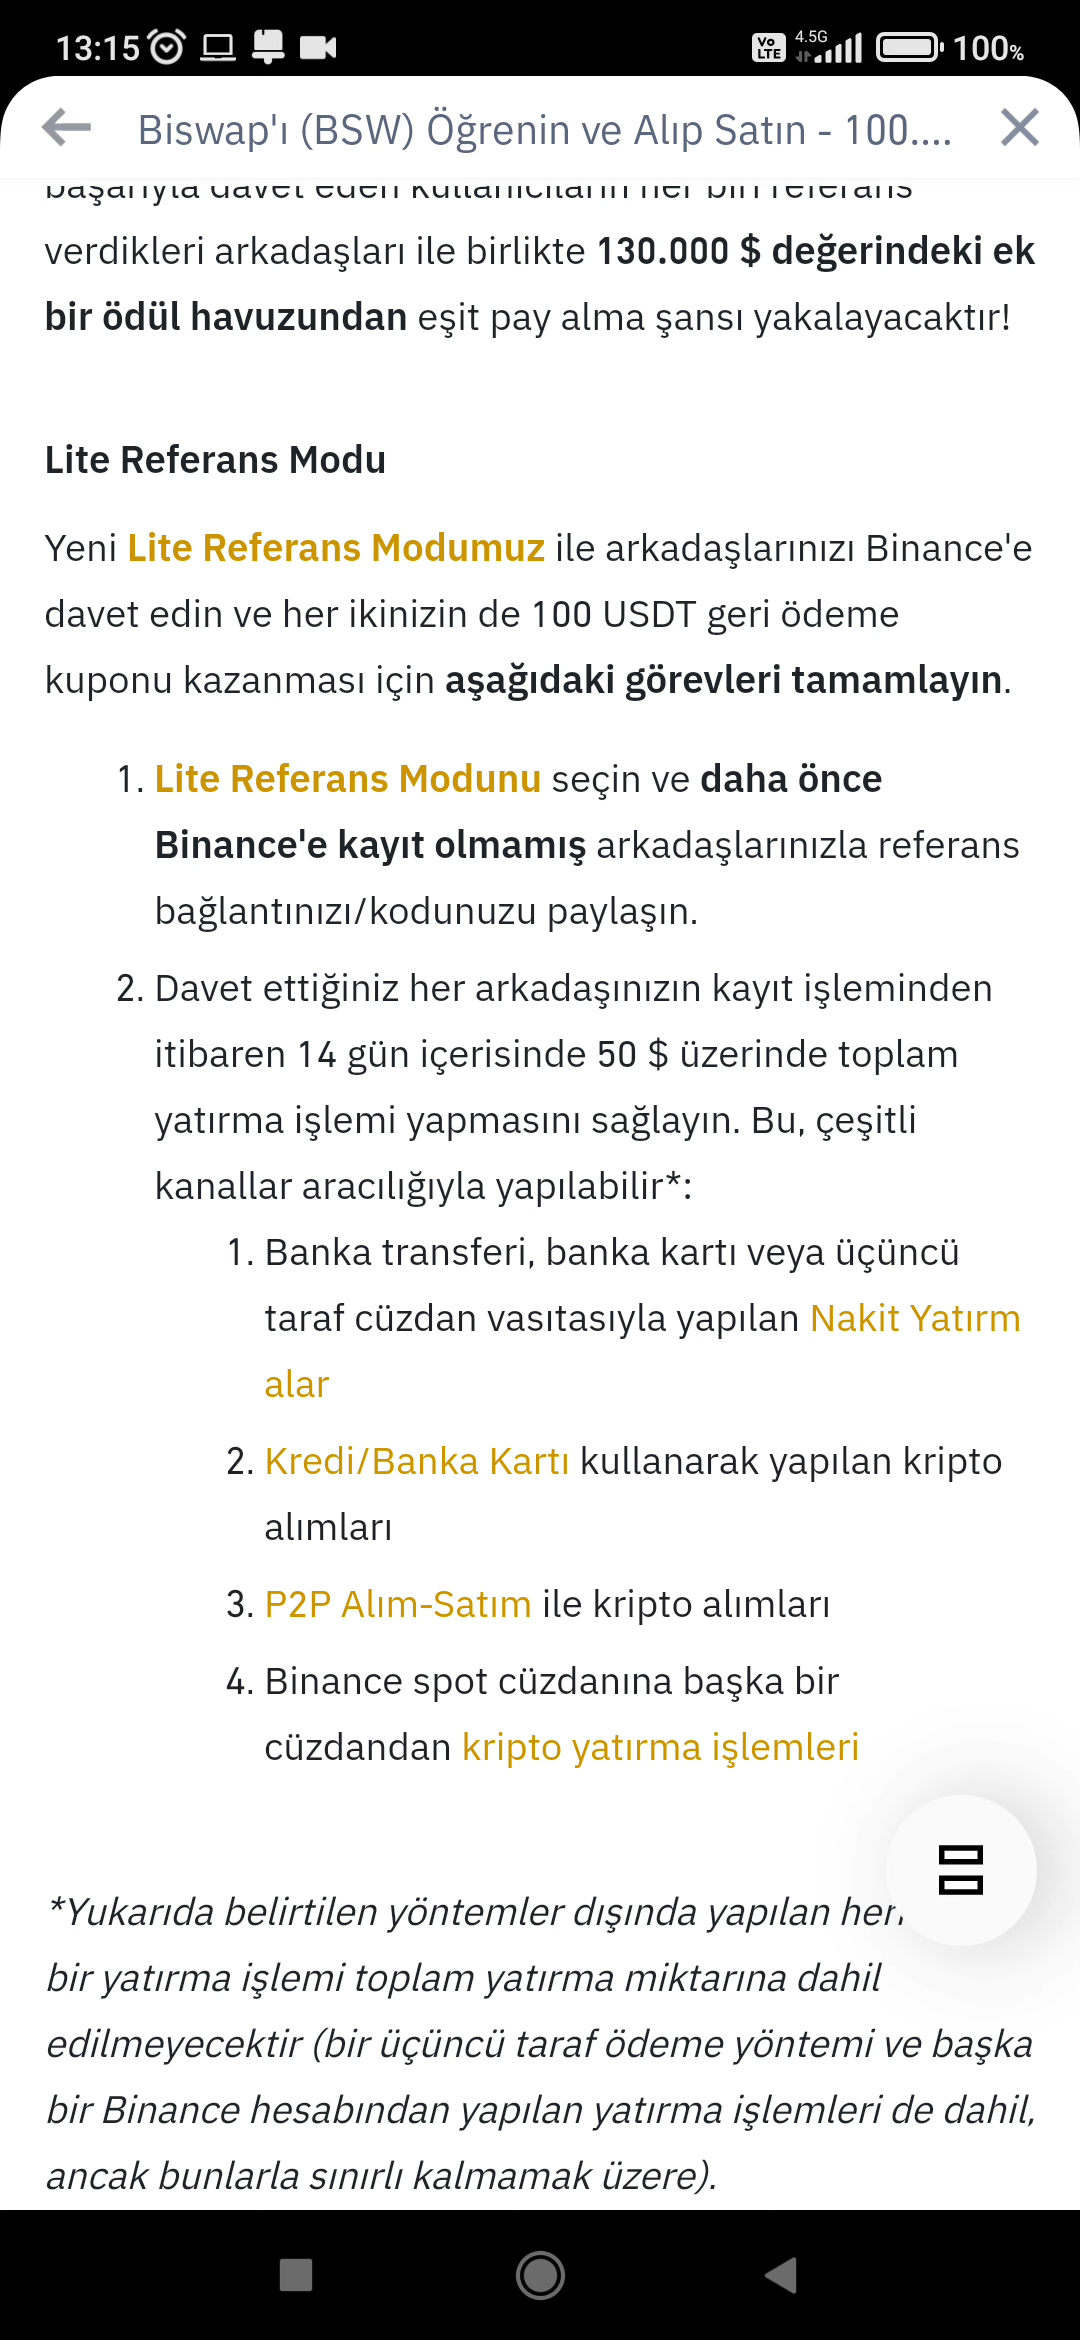 13:15
Vo LTE 4.5G 100%
Biswap'ı (BSW) Öğrenin ve Alıp Satın - 100....
başarıyla davet eden kullanıcıların her biri referans
verdikleri arkadaşları ile birlikte 130.000 $ değerindeki ek
bir ödül havuzundan eşit pay alma şansı yakalayacaktır!
Lite Referans Modu
Yeni Lite Referans Modumuz ile arkadaşlarınızı Binance'e
davet edin ve her ikinizin de 100 USDT geri ödeme
kuponu kazanması için aşağıdaki görevleri tamamlayın.
1. Lite Referans Modunu seçin ve daha önce
Binance'e kayıt olmamış arkadaşlarınızla referans
bağlantınızı/kodunuzu paylaşın.
2. Davet ettiğiniz her arkadaşınızın kayıt işleminden
itibaren 14 gün içerisinde 50 $ üzerinde toplam
yatırma işlemi yapmasını sağlayın. Bu, çeşitli
kanallar aracılığıyla yapılabilir*:
1. Banka transferi, banka kartı veya üçüncü
taraf cüzdan vasıtasıyla yapılan Nakit Yatırm
alar
2. Kredi/Banka Kartı kullanarak yapılan kripto
alımları
3. P2P Alım-Satım ile kripto alımları
4. Binance spot cüzdanına başka bir
cüzdandan kripto yatırma işlemleri
*Yukarıda belirtilen yöntemler dışında yapılan
bir yatırma işlemi toplam yatırma miktarına dahil
edilmeyecektir (bir üçüncü taraf ödeme yöntemi ve başka
bir Binance hesabından yapılan yatırma işlemleri de dahil,
ancak bunlarla sınırlı kalmamak üzere).